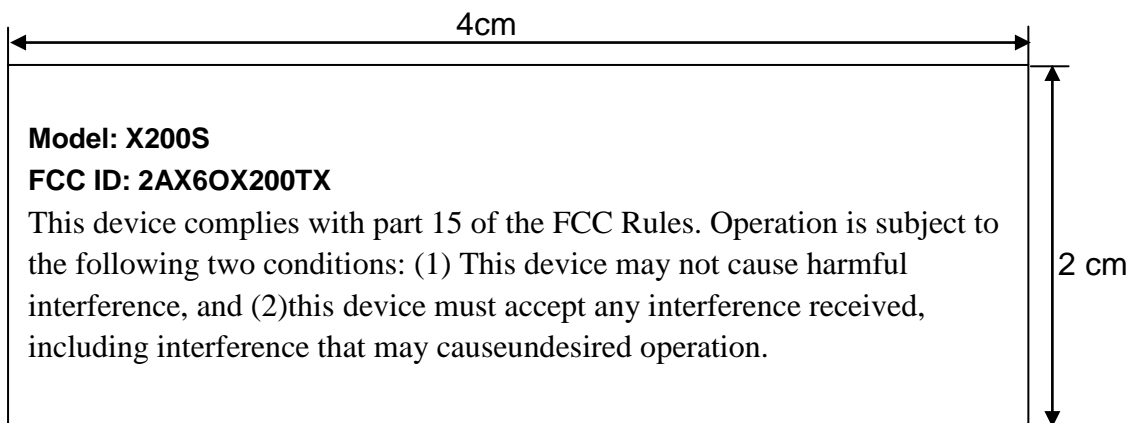 4cm
Model: X200S
FCC ID: 2AX6OX200TX
This device complies with part 15 of the FCC Rules. Operation is subject to
the following two conditions: (1) This device may not cause harmful
interference, and (2)this device must accept any interference received,
including interference that may causeundesired operation.
2 cm